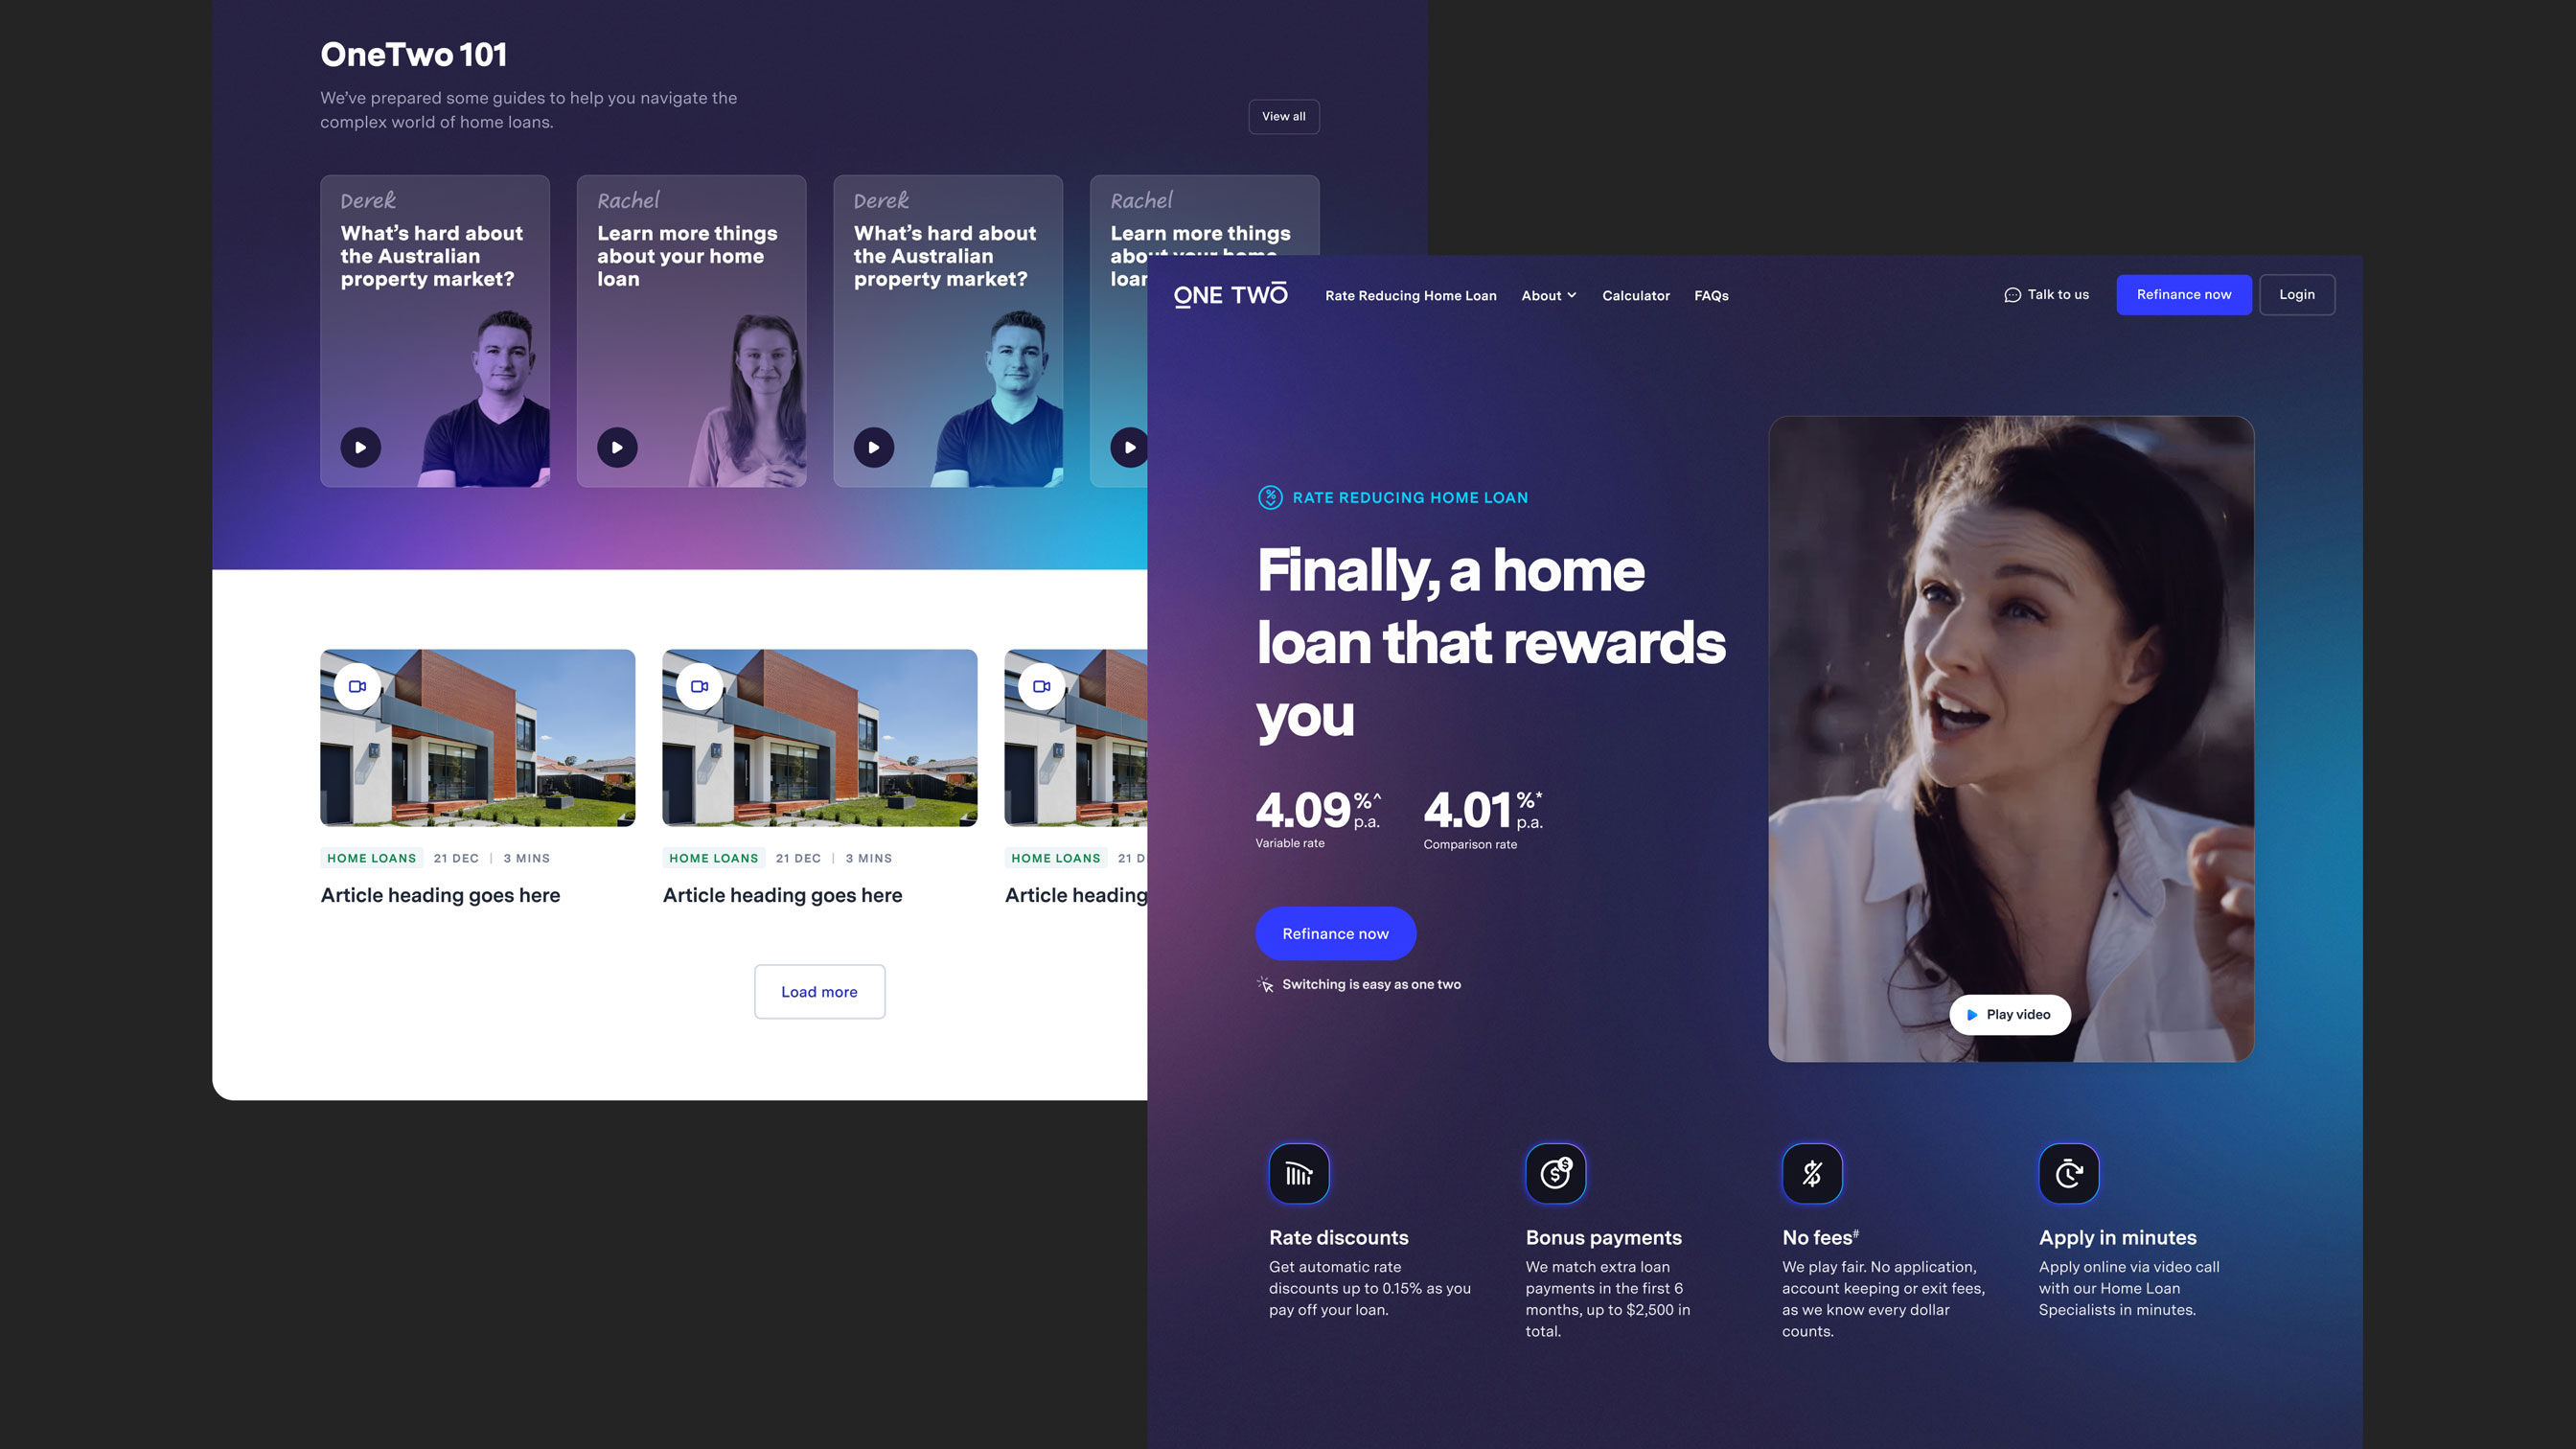 OneTwo 101
We've prepared some guides to help you navigate the
complex world of home loans.
View all
Derek
What's hard about
the Australian
property market?
Rachel
Learn more things
about your home
loan
Derek
What's hard about
the Australian
property market?
Rachel
Learn more things
about your home
loan
HOME LOANS 21 DEC | 3 MINS
Article heading goes here
HOME LOANS 21 DEC | 3 MINS
Article heading goes here
HOME LOANS 21 D
Article heading
Load more
ONE TWO
Rate Reducing Home Loan
About
Calculator
FAQs
Talk to us
Refinance now
Login
RATE REDUCING HOME LOAN
Finally, a home
loan that rewards
you
4.09%^ p.a.
Variable rate
4.01%* p.a.
Comparison rate
Refinance now
Switching is easy as one two
Play video
Rate discounts
Get automatic rate
discounts up to 0.15% as you
pay off your loan.
Bonus payments
We match extra loan
payments in the first 6
months, up to $2,500 in
total.
No fees#
We play fair. No application,
account keeping or exit fees,
as we know every dollar
counts.
Apply in minutes
Apply online via video call
with our Home Loan
Specialists in minutes.